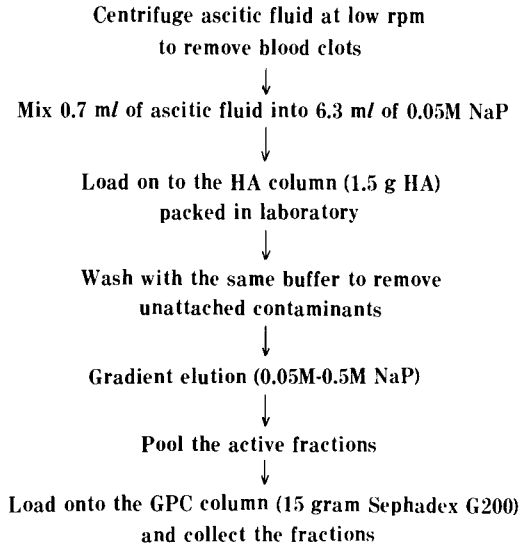 Centrifuge ascitic fluid at low rpm
to remove blood clots
Mix 0.7 ml of ascitic fluid into 6.3 ml of 0.05M NaP
Load on to the HA column (1.5 g HA)
packed in laboratory
Wash with the same buffer to remove
unattached contaminants
Gradient elution (0.05M-0.5M NaP)
Pool the active fractions
Load onto the GPC column (15 gram Sephadex G200)
and collect the fractions